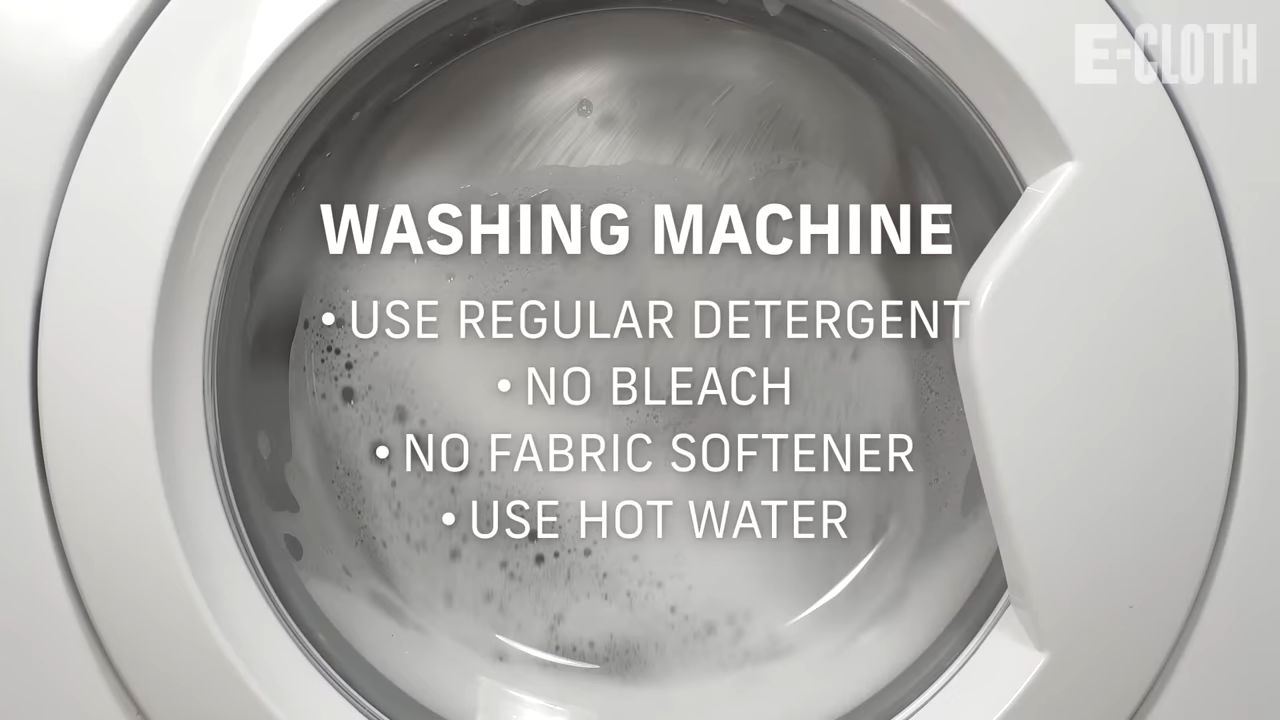 E-CLOTH
WASHING MACHINE
• USE REGULAR DETERGENT
• NO BLEACH
• NO FABRIC SOFTENER
• USE HOT WATER